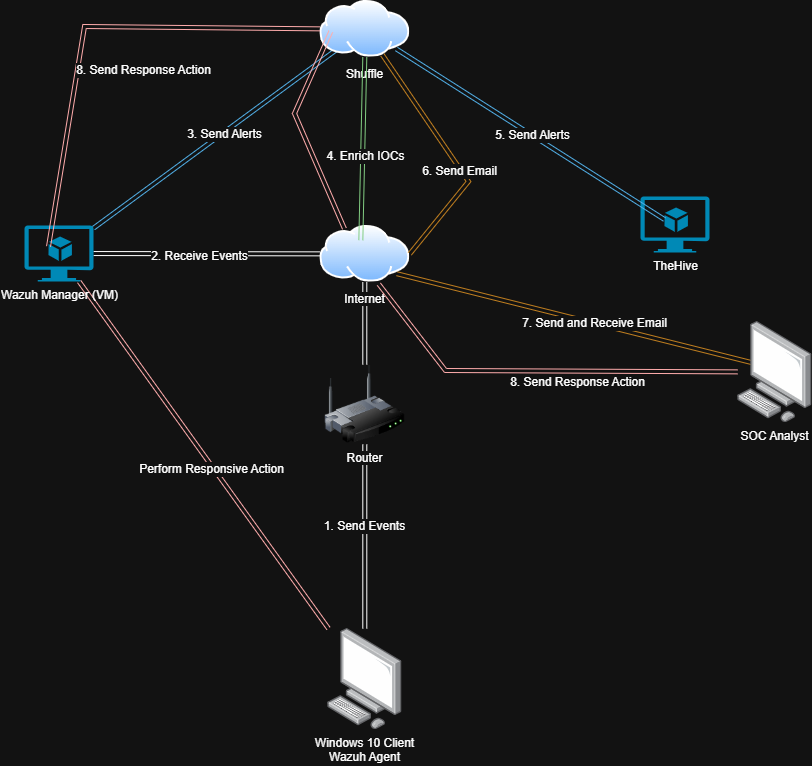 8. Send Response Action
Shuffle
3. Send Alerts
5. Send Alerts
4. Enrich IOCs
6. Send Email
2. Receive Events
TheHive
Wazuh Manager (VM)
Internet
7. Send and Receive Email
8. Send Response Action
SOC Analyst
Router
Perform Responsive Action
1. Send Events
Windows 10 Client
Wazuh Agent